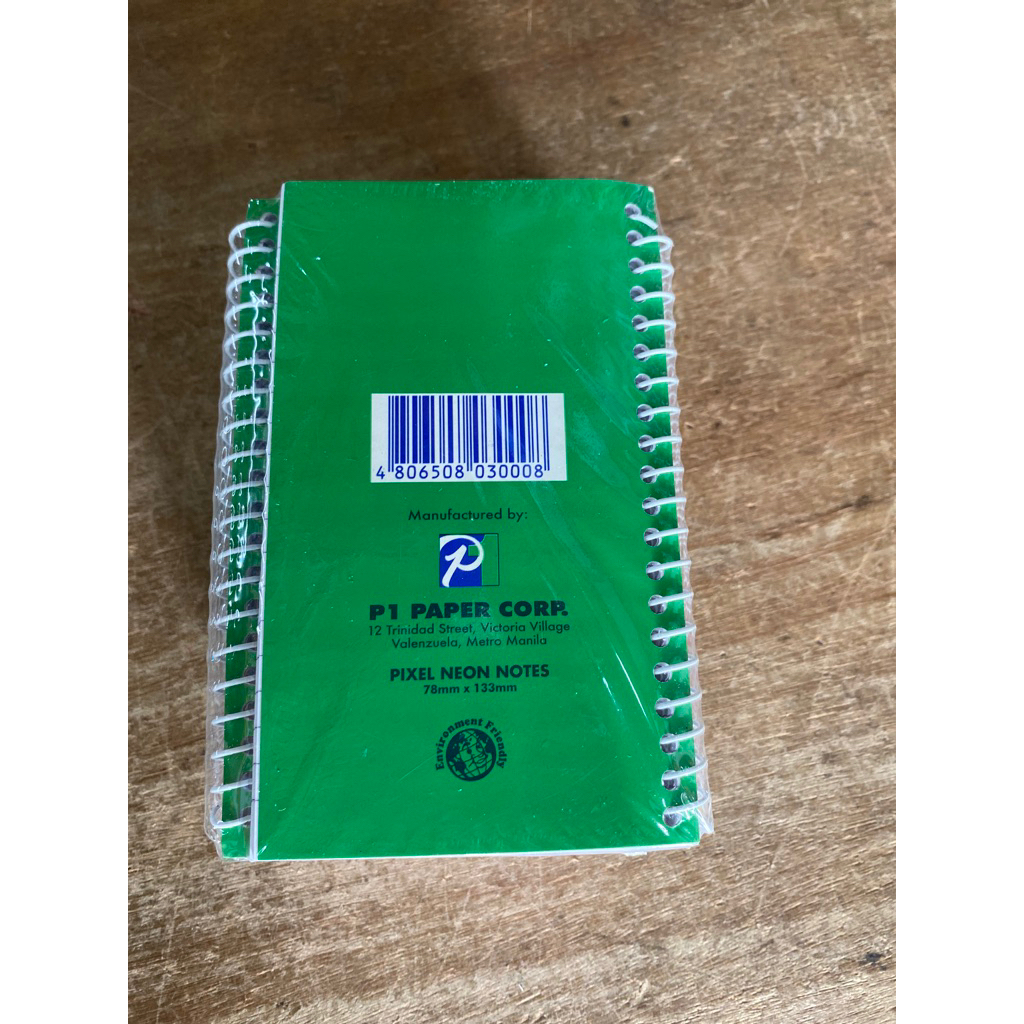 4 806508 030008
Manufactured by:
P1
P1 PAPER CORP.
12 Trinidad Street, Victoria Village
Valenzuela, Metro Manila
PIXEL NEON NOTES
78mm x 133mm
Environment Friendly